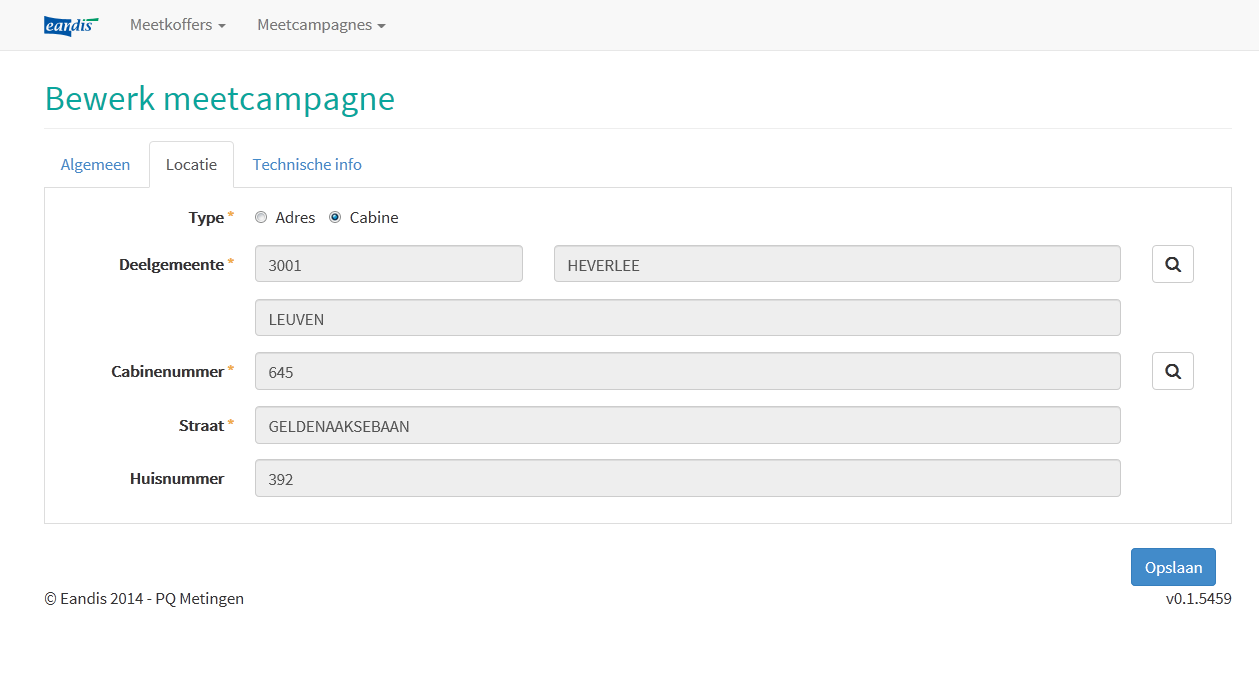 eandis Meetkoffers Meetcampagnes
Bewerk meetcampagne
Algemeen Locatie Technische info
Type * Adres Cabine
Deelgemeente * 3001 HEVERLEE
LEUVEN
Cabinenummer * 645
Straat * GELDENAAKSEBAAN
Huisnummer 392
Opslaan
© Eandis 2014 - PQ Metingen v0.1.5459